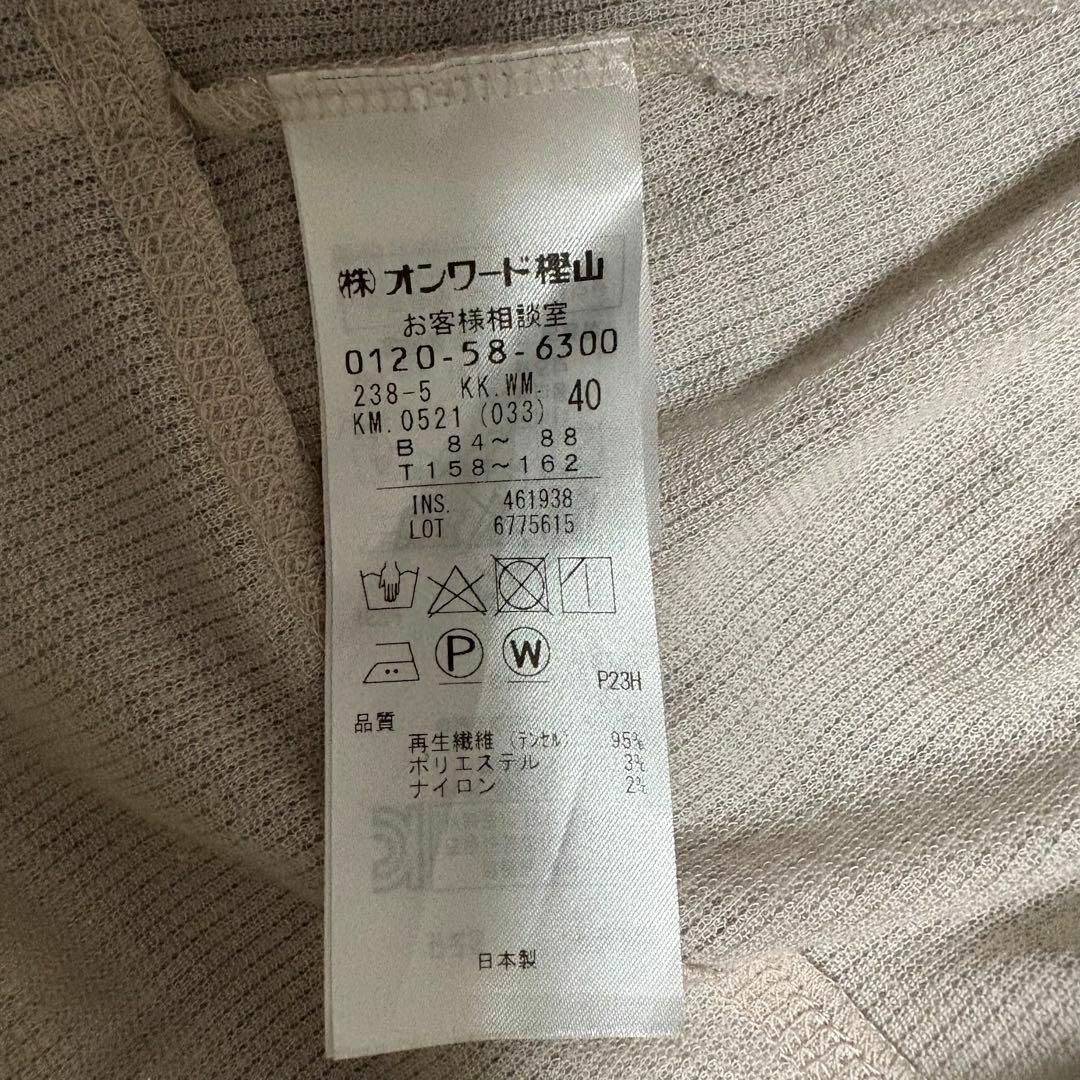 (株)オンワード樫山
お客様相談室
0120-58-6300
238-5 KK.WM. 40
KM.0521 (033)
B 84～ 88
T158～162
INS. 461938
LOT 6775615
P W
P23H
品質
再生繊維（テンセル） 95%
ポリエステル 3%
ナイロン 2%
日本製